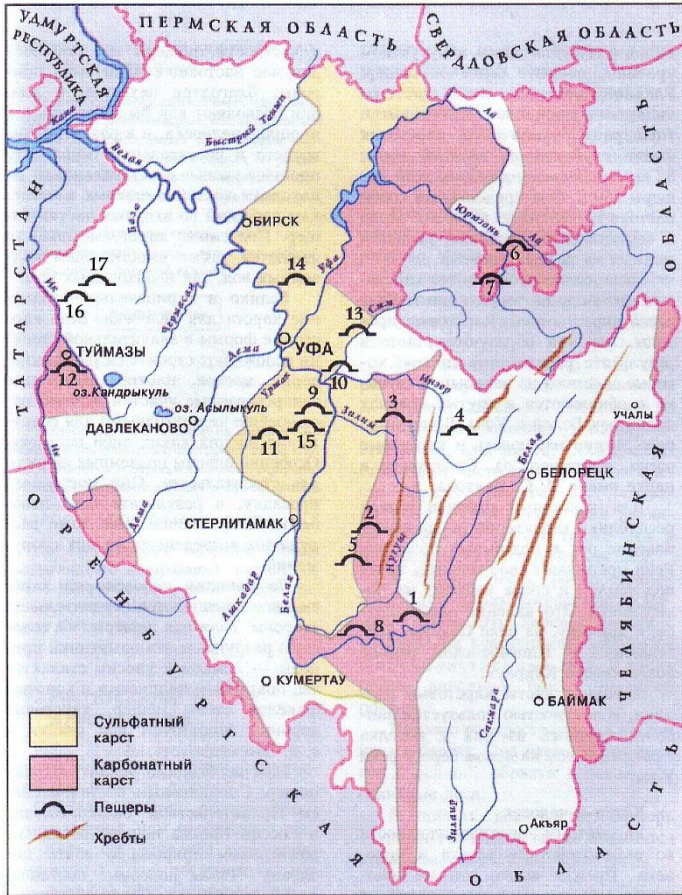 УДМУРТСКАЯ
РЕСПУБЛИКА
ПЕРМСКАЯ ОБЛАСТЬ
СВЕРДЛОВСКАЯ ОБЛАСТЬ
Кама
Белая
Быстрый Танып
Ай
База
БИРСК
Юрюзань
Ай
6
7
ТАТАРСТАН
17
16
Ик
Чермасан
14
Уфа
Сим
13
ТУЙМАЗЫ
12
Дема
УФА
10
оз. Кандрыкуль
оз. Асылыкуль
Уршак
Инзер
9
Зилим
3
4
УЧАЛЫ
ДАВЛЕКАНОВО
11
15
Белая
БЕЛОРЕЦК
Ик
Дема
СТЕРЛИТАМАК
2
5
Нугуш
Ашкадар
Белая
1
8
КУМЕРТАУ
Сакмара
БАЙМАК
ЧЕЛЯБИНСКАЯ ОБЛАСТЬ
Зилаир
Акъяр
ОРЕНБУРГСКАЯ ОБЛАСТЬ
Сульфатный
карст
Карбонатный
карст
Пещеры
Хребты